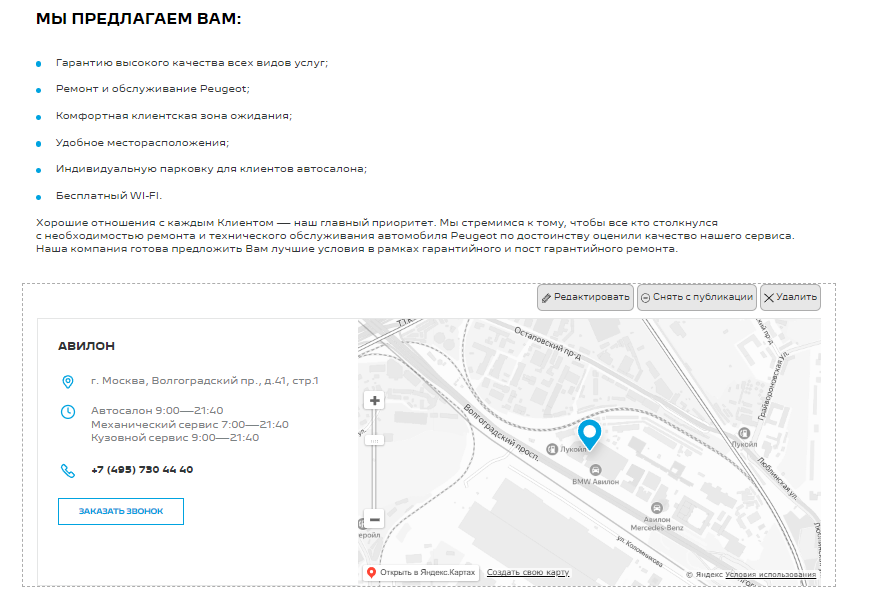 МЫ ПРЕДЛАГАЕМ ВАМ:
Гарантию высокого качества всех видов услуг;
Ремонт и обслуживание Peugeot;
Комфортная клиентская зона ожидания;
Удобное месторасположения;
Индивидуальную парковку для клиентов автосалона;
Бесплатный WI-FI.
Хорошие отношения с каждым Клиентом — наш главный приоритет. Мы стремимся к тому, чтобы все кто столкнулся
с необходимостью ремонта и технического обслуживания автомобиля Peugeot по достоинству оценили качество нашего сервиса.
Наша компания готова предложить Вам лучшие условия в рамках гарантийного и пост гарантийного ремонта.
Редактировать
Снять с публикации
Удалить
АВИЛОН
г. Москва, Волгоградский пр., д.41, стр.1
Автосалон 9:00—21:40
Механический сервис 7:00—21:40
Кузовной сервис 9:00—21:40
+7 (495) 730 44 40
ЗАКАЗАТЬ ЗВОНОК
Остаповский пр-д
Грайвороновская ул.
Волгоградский просп.
Лукойл
Лукойл
BMW Авилон
Люблинская ул.
Авилон
Mercedes-Benz
ул. Коломникова
Открыть в Яндекс.Картах
Создать свою карту
© Яндекс Условия использования